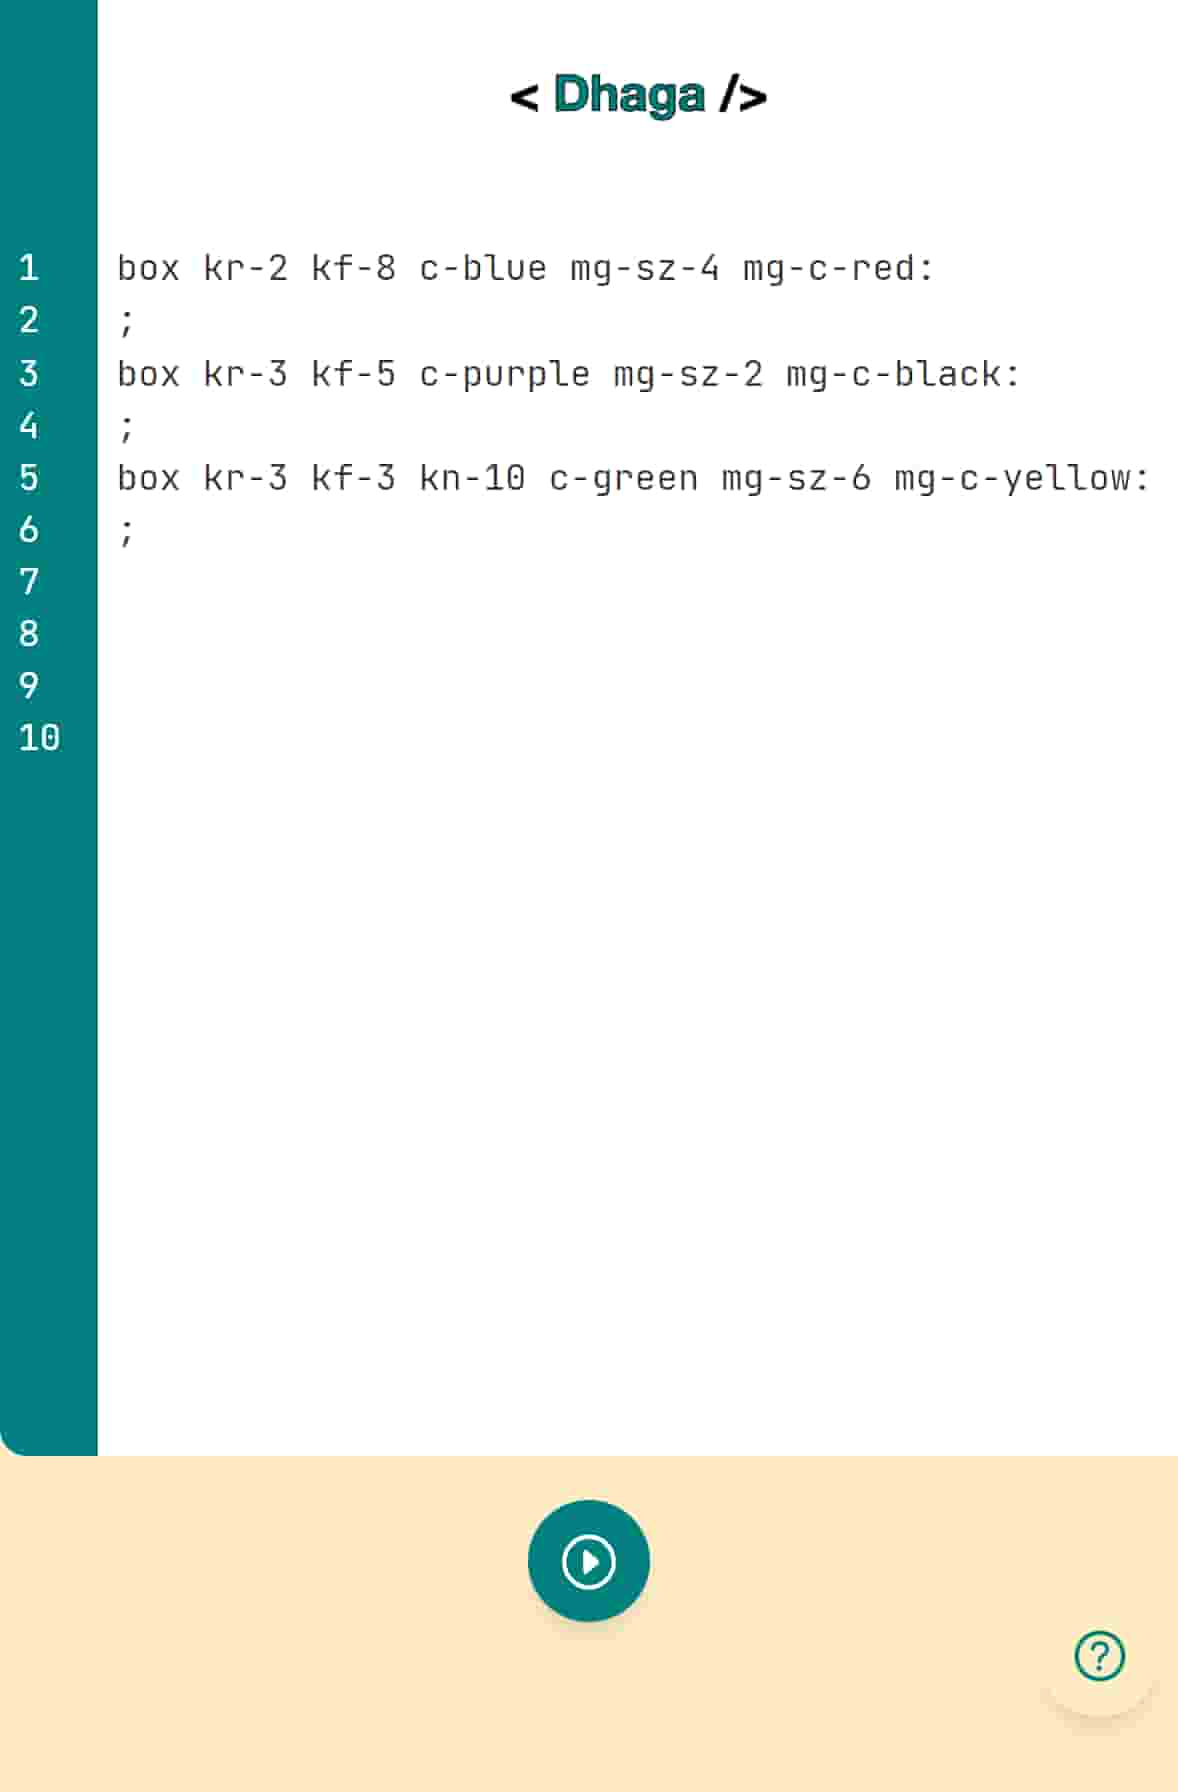 < Dhaga />
1 box kr-2 kf-8 c-blue mg-sz-4 mg-c-red:
2 ;
3 box kr-3 kf-5 c-purple mg-sz-2 mg-c-black:
4 ;
5 box kr-3 kf-3 kn-10 c-green mg-sz-6 mg-c-yellow:
6 ;
7
8
9
10
?